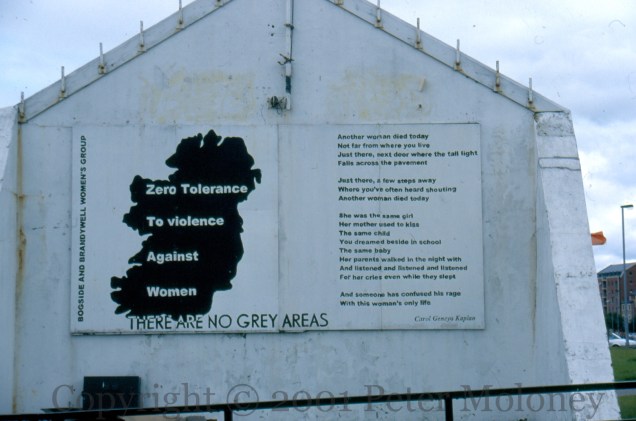 BOGSIDE AND BRANDYWELL WOMEN'S GROUP
Zero Tolerance
To violence
Against
Women
THERE ARE NO GREY AREAS
Another woman died today
Not far from where you live
Just there, next door where the tall light
Falls across the pavement
Just there, a few steps away
Where you've often heard shouting
Another woman died today
She was the same girl
Her mother used to kiss
The same child
You dreamed beside in school
The same baby
Her parents walked in the night with
And listened and listened and listened
For her cries even while they slept
And someone has confused his rage
With this woman's only life
Carol Geneya Kaplan
Copyright © 2001 Peter Moloney